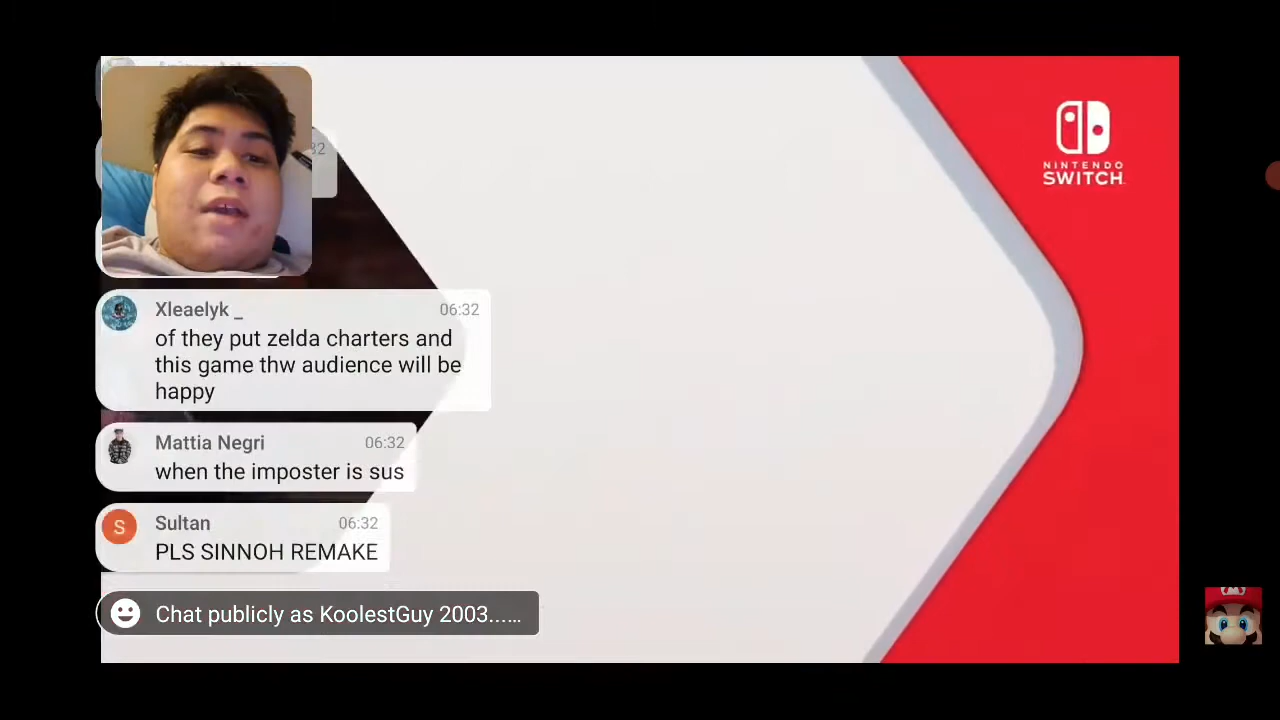 NINTENDO
SWITCH
Xleaelyk _ 06:32
of they put zelda charters and
this game thw audience will be
happy
Mattia Negri 06:32
when the imposter is sus
S
Sultan 06:32
PLS SINNOH REMAKE
Chat publicly as KoolestGuy 2003...…